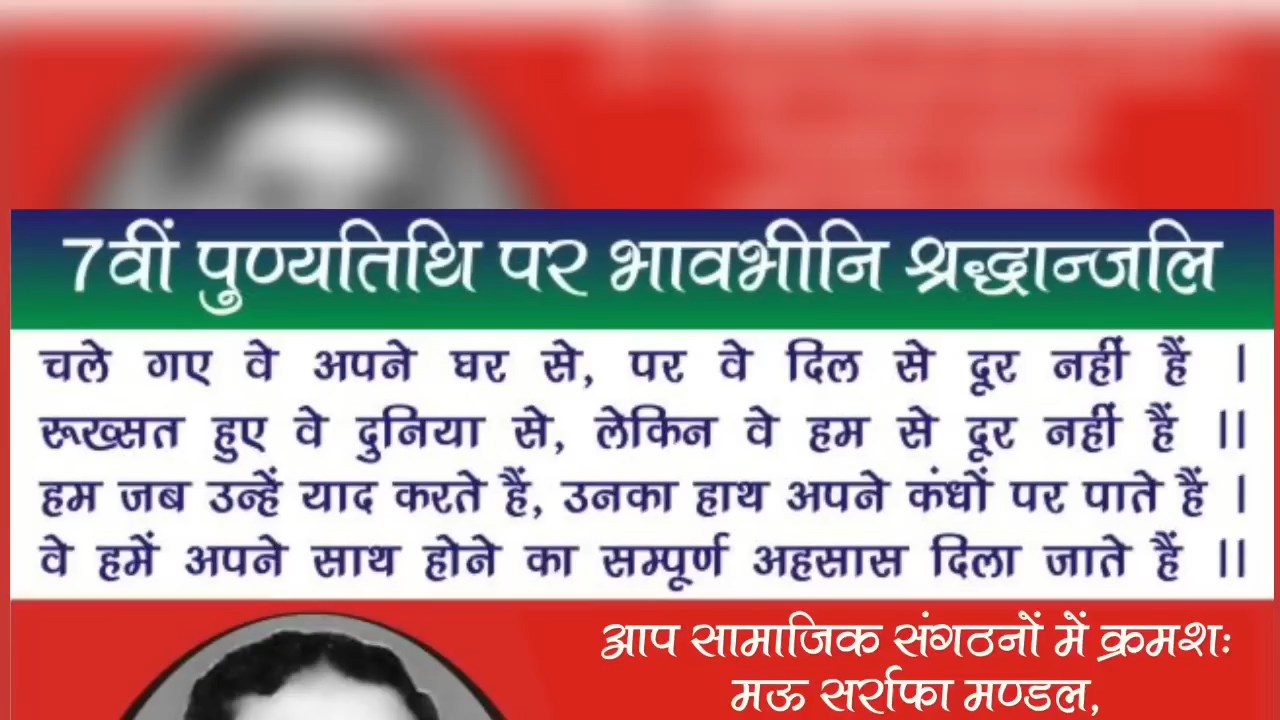 7वीं पुण्यतिथि पर भावभीनि श्रद्धान्जलि
चले गए वे अपने घर से, पर वे दिल से दूर नहीं हैं ।
रूख्सत हुए वे दुनिया से, लेकिन वे हम से दूर नहीं हैं ।।
हम जब उन्हें याद करते हैं, उनका हाथ अपने कंधों पर पाते हैं ।
वे हमें अपने साथ होने का सम्पूर्ण अहसास दिला जाते हैं ।।
आप सामाजिक संगठनों में क्रमशः
मऊ सर्राफा मण्डल,